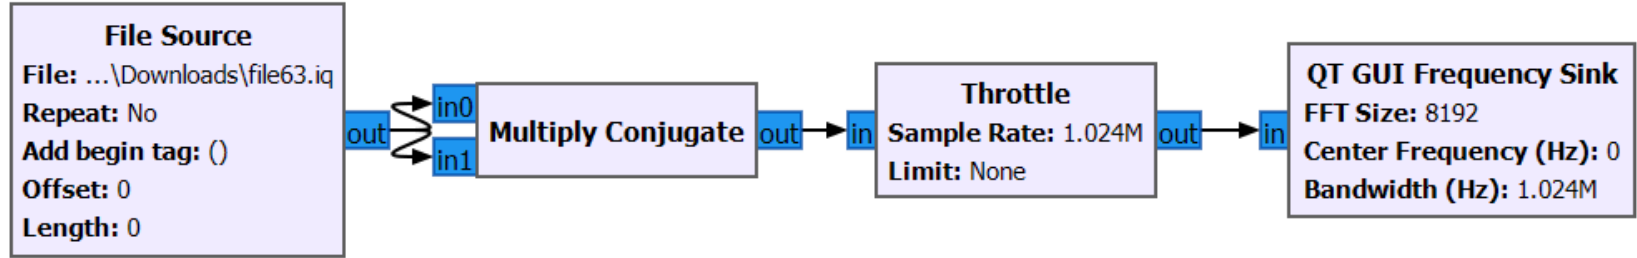 File Source
File: ...\Downloads\file63.iq
Repeat: No
Add begin tag: ()
Offset: 0
Length: 0
out
in0
in1
Multiply Conjugate
out
in
Throttle
Sample Rate: 1.024M
Limit: None
out
in
QT GUI Frequency Sink
FFT Size: 8192
Center Frequency (Hz): 0
Bandwidth (Hz): 1.024M